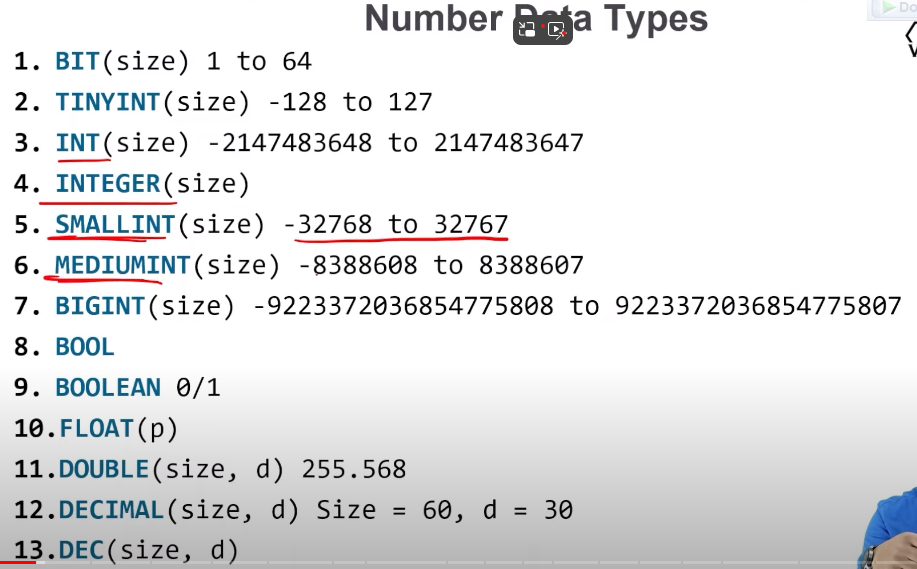 Number Data Types
1. BIT(size) 1 to 64
2. TINYINT(size) -128 to 127
3. INT(size) -2147483648 to 2147483647
4. INTEGER(size)
5. SMALLINT(size) -32768 to 32767
6. MEDIUMINT(size) -8388608 to 8388607
7. BIGINT(size) -9223372036854775808 to 9223372036854775807
8. BOOL
9. BOOLEAN 0/1
10.FLOAT(p)
11.DOUBLE(size, d) 255.568
12.DECIMAL(size, d) Size = 60, d = 30
13.DEC(size, d)